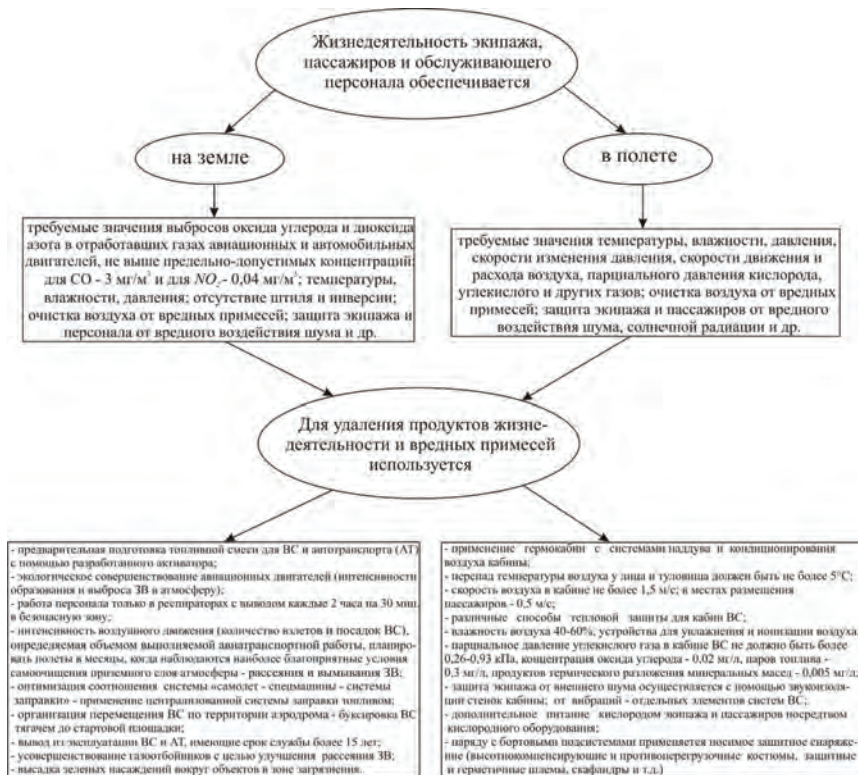 Жизнедеятельность экипажа,
пассажиров и обслуживающего
персонала обеспечивается
на земле
в полете
требуемые значения выбросов оксида углерода и диоксида
азота в отработавших газах авиационных и автомобильных
двигателей, не выше предельно-допустимых концентраций:
для СО - 3 мг/м³ и для NO₂- 0,04 мг/м³; температуры,
влажности, давления; отсутствие штиля и инверсии;
очистка воздуха от вредных примесей; защита экипажа и
персонала от вредного воздействия шума и др.
требуемые значения температуры, влажности, давления,
скорости изменения давления, скорости движения и
расхода воздуха, парциального давления кислорода,
углекислого и других газов; очистка воздуха от вредных
примесей; защита экипажа и пассажиров от вредного
воздействия шума, солнечной радиации и др.
Для удаления продуктов жизне-
деятельности и вредных примесей
используется
- предварительная подготовка топливной смеси для ВС и автотранспорта (АТ)
с помощью разработанного активатора;
- экологическое совершенствование авиационных двигателей (интенсивности
образования и выброса ЗВ в атмосферу);
- работа персонала только в респираторах с выводом каждые 2 часа на 30 мин.
в безопасную зону;
- интенсивность воздушного движения (количество взлетов и посадок ВС),
определяемая объемом выполняемой авиатранспортной работы, планиро-
вать полеты в месяцы, когда наблюдаются наиболее благоприятные условия
самоочищения приземного слоя атмосферы - рассеяния и вымывания ЗВ;
- оптимизация соотношения системы «самолет - спецмашины - системы
заправки» - применение централизованной системы заправки топливом;
- организация перемещения ВС по территории аэродрома - буксировка ВС
тягачем до стартовой площадки;
- вывод из эксплуатации ВС и АТ, имеющие срок службы более 15 лет;
- усовершенствование газоотбойников с целью улучшения рассеяния ЗВ;
- высадка зеленых насаждений вокруг объектов в зоне загрязнения.
- применение гермокабин с системами наддува и кондиционирования
воздуха кабины;
- перепад температуры воздуха у лица и туловища должен быть не более 5°С;
- скорость воздуха в кабине не более 1,5 м/с; в местах размещения
пассажиров - 0,5 м/с;
- различные способы тепловой защиты для кабин ВС;
- влажность воздуха 40-60%, устройства для увлажнения и ионизации воздуха;
- парциальное давление углекислого газа в кабине ВС не должно быть более
0,26-0,93 кПа, концентрация оксида углерода - 0,02 мг/л, паров топлива -
0,3 мг/л, продуктов термического разложения минеральных масел - 0,005 мг/л;
- защита экипажа от внешнего шума осуществляется с помощью звукоизоля-
ции стенок кабины; от вибраций - отдельных элементов систем ВС;
- дополнительное питание кислородом экипажа и пассажиров посредтвом
кислородного оборудования;
- наряду с бортовыми подсистемами применяется носимое защитное снаряже-
ние (высотнокомпенсирующие и противоперегрузочные костюмы, защитные
и герметичные шлемы, скафандры и т.д.)